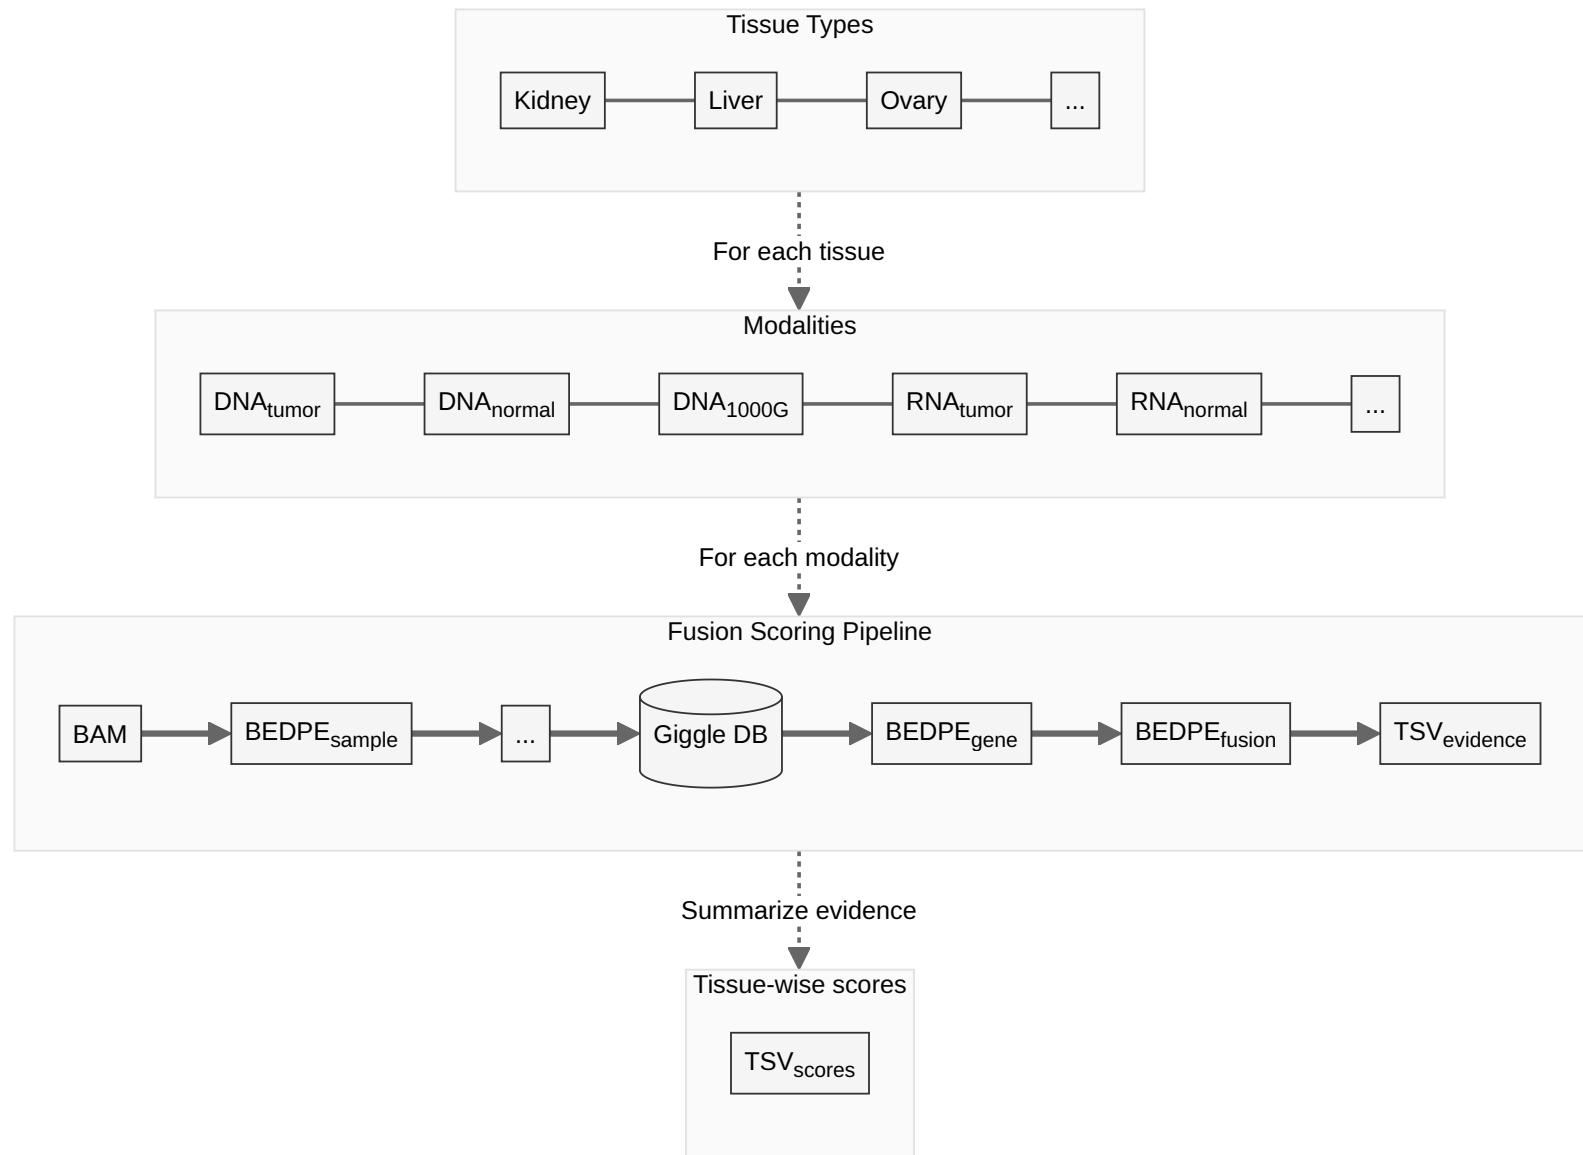 Tissue Types
Kidney Liver Ovary ...
For each tissue
Modalities
DNAtumor DNAnormal DNA1000G RNAtumor RNAnormal ...
For each modality
Fusion Scoring Pipeline
BAM BEDPEsample ... Giggle DB BEDPEgene BEDPEfusion TSVevidence
Summarize evidence
Tissue-wise scores
TSVscores